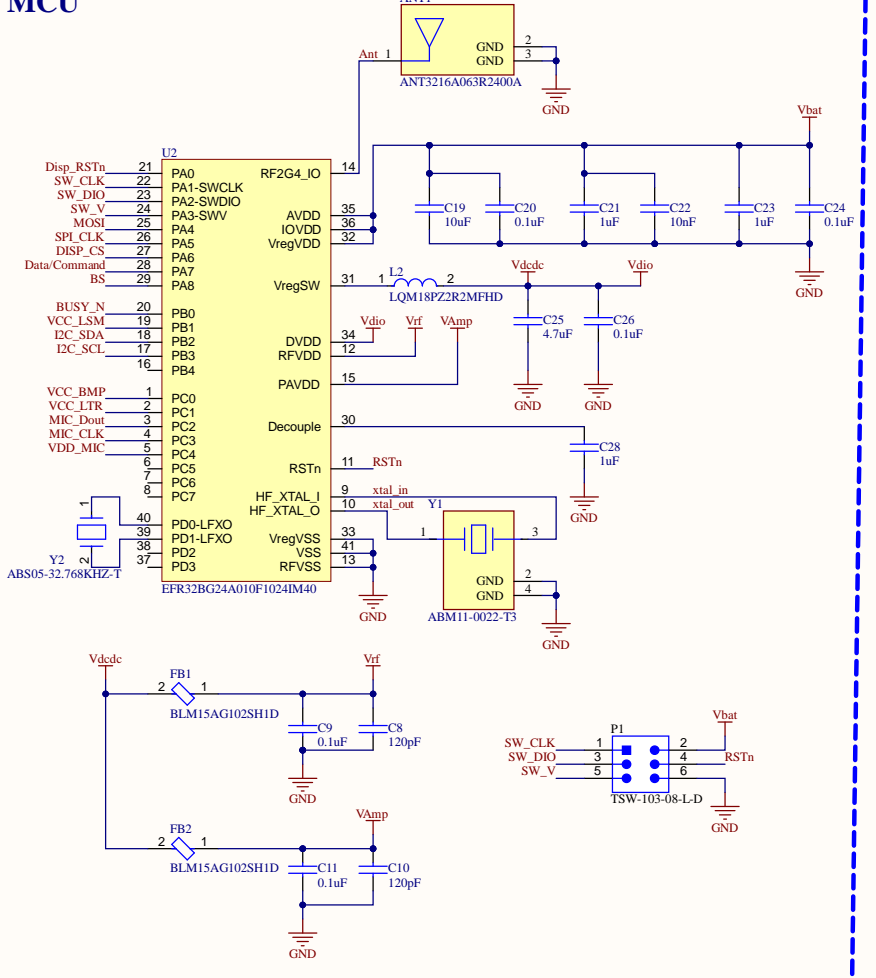 MCU
Ant 1
GND 2
GND 3
ANT3216A063R2400A
GND
Vbat
U2
Disp_RSTn 21 PA0
SW_CLK 22 PA1-SWCLK
SW_DIO 23 PA2-SWDIO
SW_V 24 PA3-SWV
MOSI 25 PA4
SPI_CLK 26 PA5
DISP_CS 27 PA6
Data/Command 28 PA7
BS 29 PA8
BUSY_N 20 PB0
VCC_LSM 19 PB1
I2C_SDA 18 PB2
I2C_SCL 17 PB3
16 PB4
VCC_BMP 1 PC0
VCC_LTR 2 PC1
MIC_Dout 3 PC2
MIC_CLK 4 PC3
VDD_MIC 5 PC4
6 PC5
7 PC6
8 PC7
40 PD0-LFXO
39 PD1-LFXO
38 PD2
37 PD3
RF2G4_IO 14
AVDD 35
IOVDD 36
VregVDD 32
VregSW 31
DVDD 34
RFVDD 12
PAVDD 15
Decouple 30
RSTn 11 RSTn
HF_XTAL_I 9 xtal_in
HF_XTAL_O 10 xtal_out
VregVSS 33
VSS 41
RFVSS 13
EFR32BG24A010F1024IM40
GND
1
2
Y2
ABS05-32.768KHZ-T
C19
10uF
C20
0.1uF
C21
1uF
C22
10nF
C23
1uF
C24
0.1uF
GND
1 L2 2
LQM18PZ2R2MFHD
Vdcdc
Vdio
C25
4.7uF
C26
0.1uF
GND
GND
Vdio
Vrf
VAmp
C28
1uF
GND
Y1
1
3
GND 2
GND 4
ABM11-0022-T3
GND
Vdcdc
FB1
2 1
BLM15AG102SH1D
Vrf
C9
0.1uF
C8
120pF
GND
FB2
2 1
BLM15AG102SH1D
VAmp
C11
0.1uF
C10
120pF
GND
P1
Vbat
SW_CLK 1 2
SW_DIO 3 4 RSTn
SW_V 5 6
TSW-103-08-L-D
GND